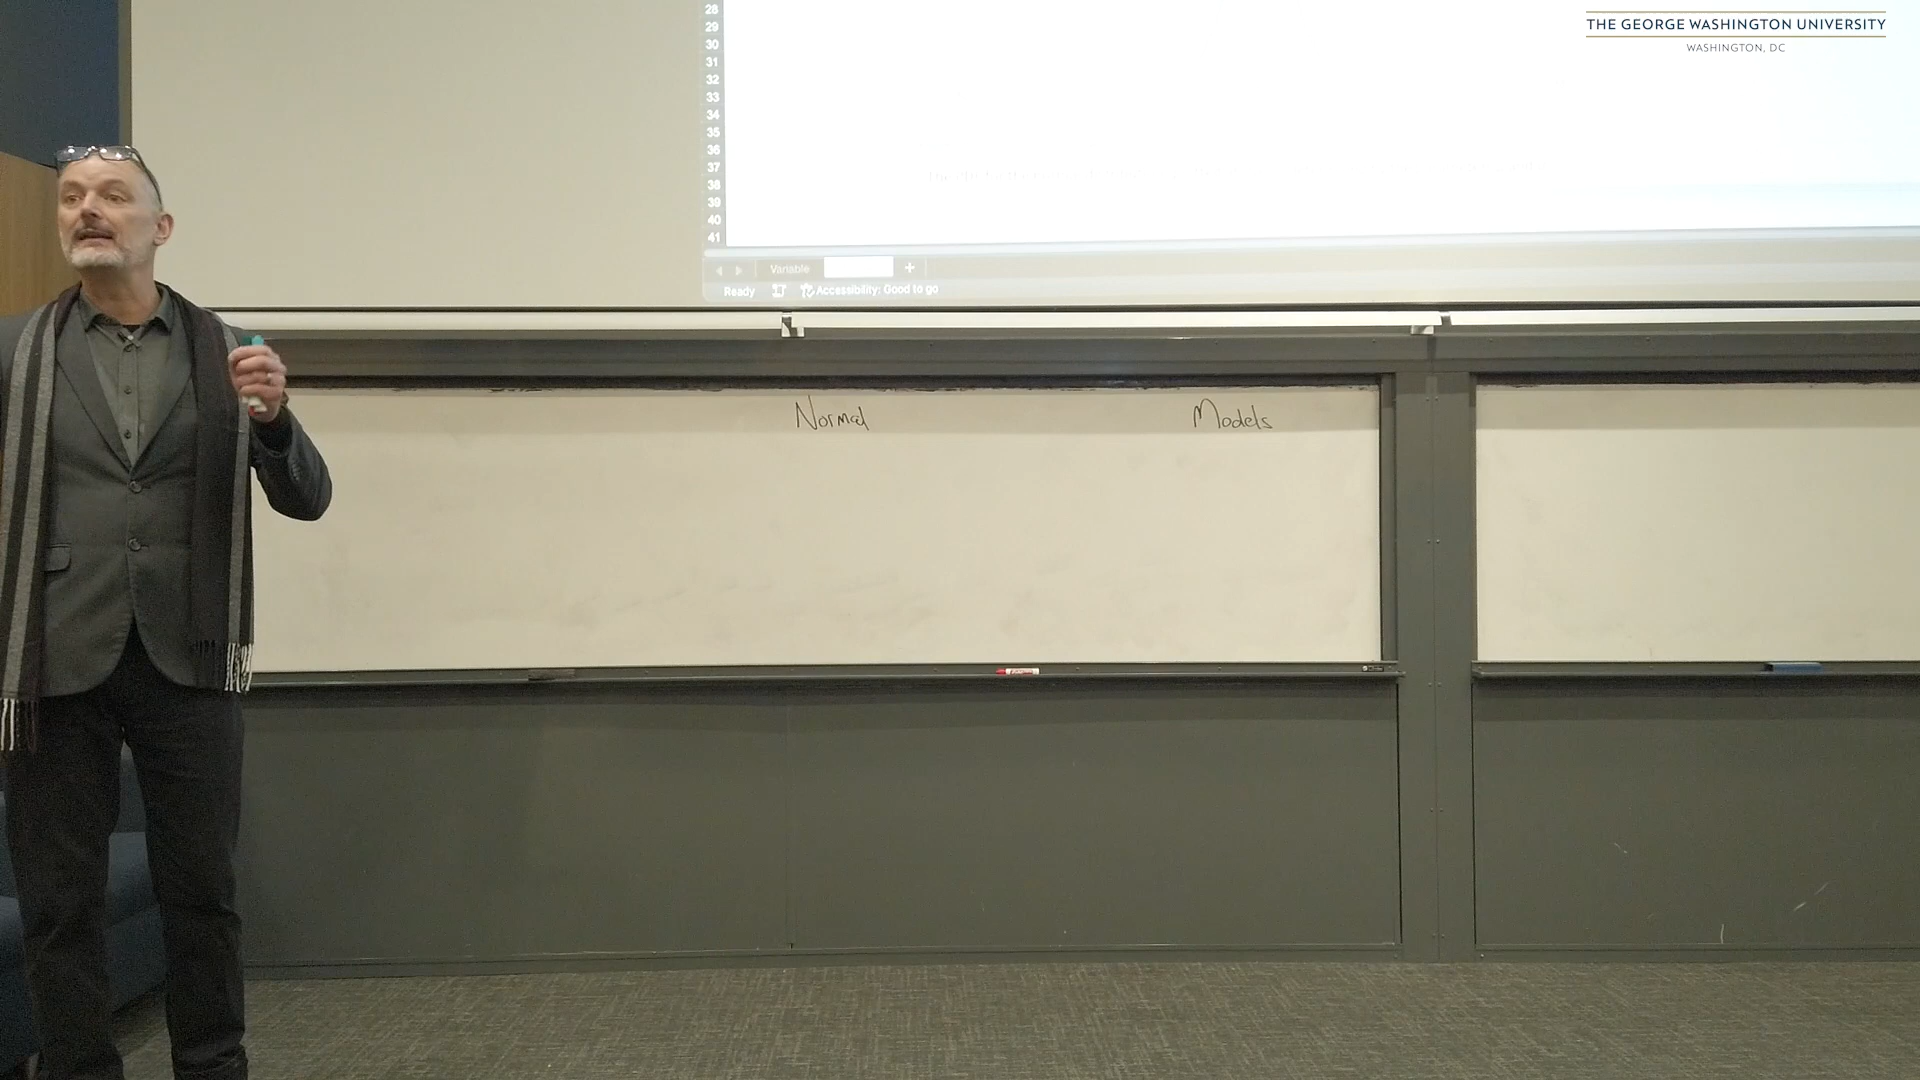 THE GEORGE WASHINGTON UNIVERSITY
WASHINGTON, DC
28
29
30
31
32
33
34
35
36
37
38
39
40
41
Variable
+
Ready
Accessibility: Good to go
Normal Models